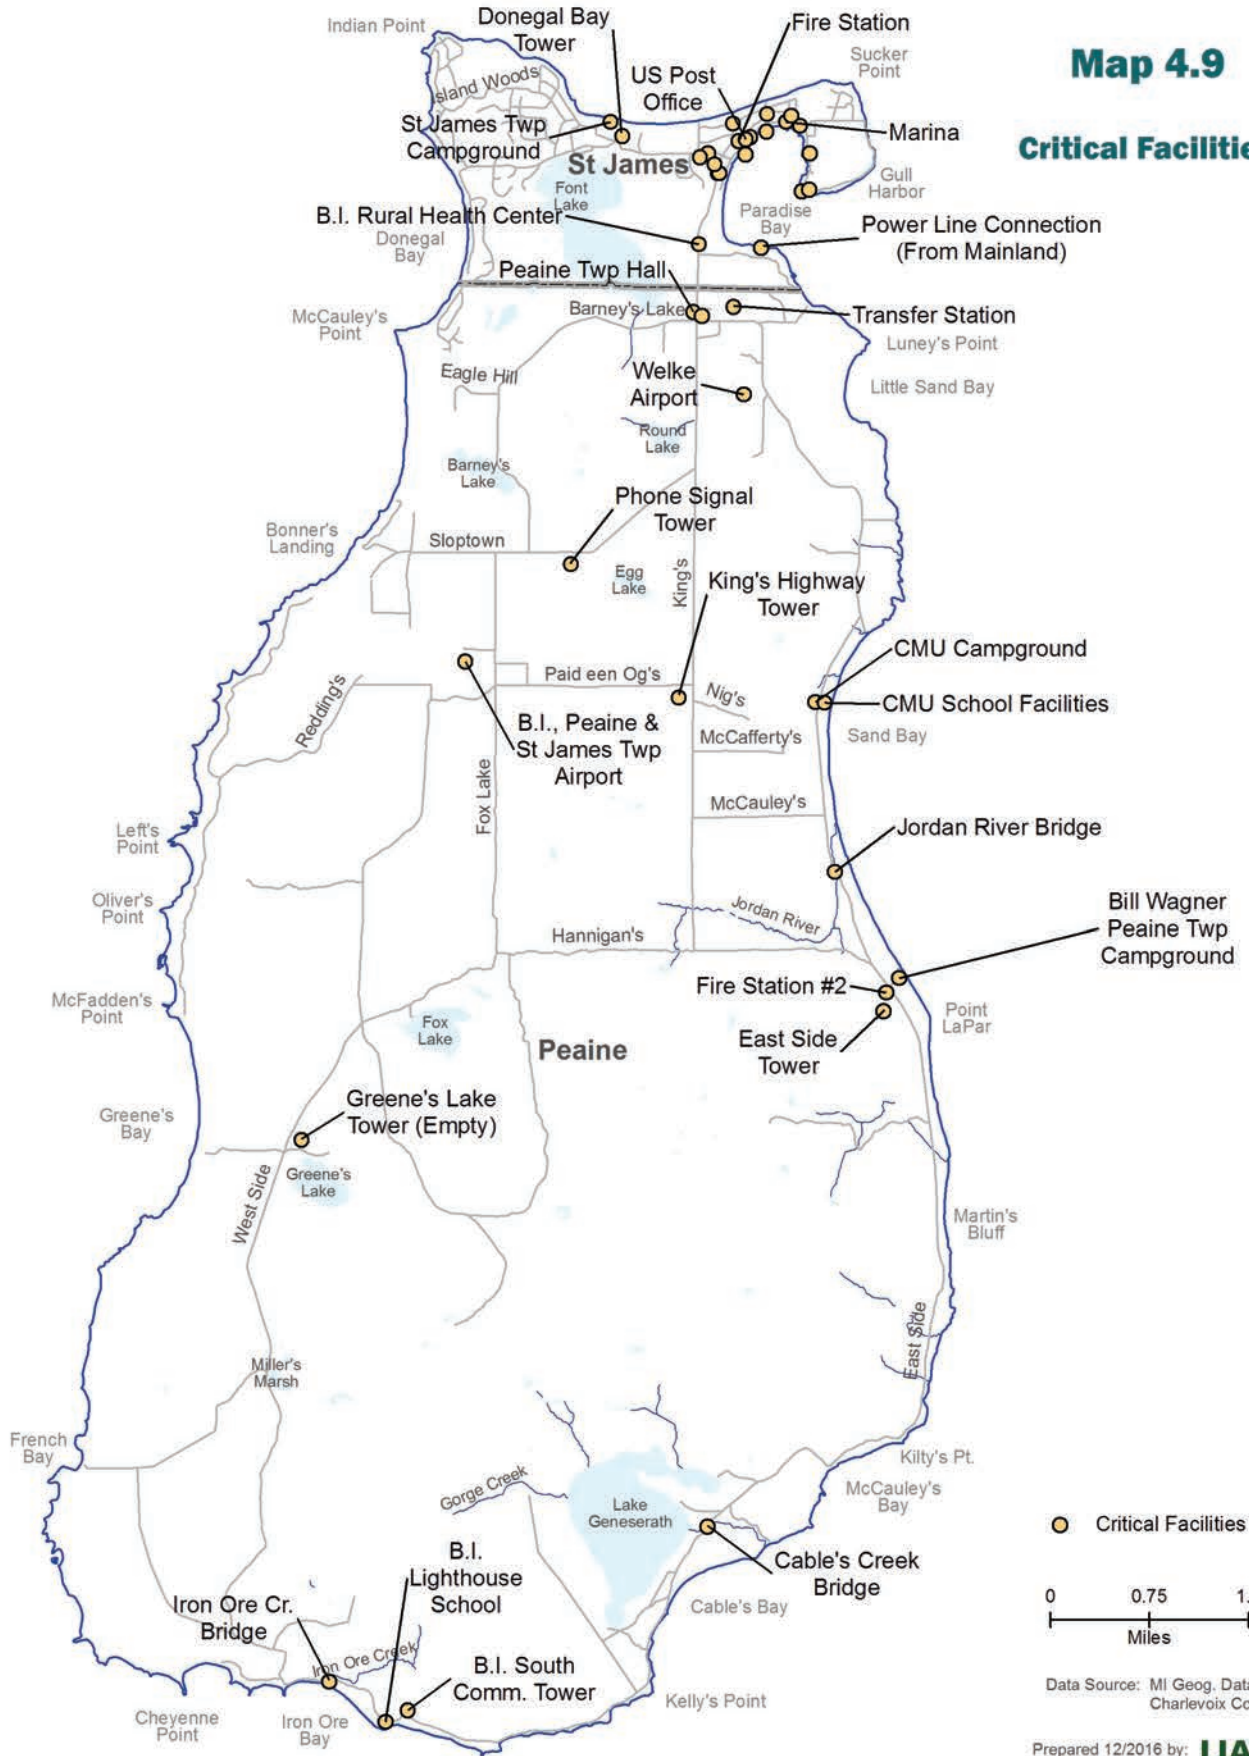 Map 4.9
Critical Facilitie
Indian Point
Donegal Bay
Tower
Fire Station
Sucker
Point
Island Woods
US Post
Office
St James Twp
Campground
Marina
St James
Font
Lake
Gull
Harbor
Paradise
Bay
B.I. Rural Health Center
Power Line Connection
(From Mainland)
Donegal
Bay
Peaine Twp Hall
Barney's Lake
Transfer Station
McCauley's
Point
Luney's Point
Eagle Hill
Welke
Airport
Little Sand Bay
Round
Lake
Barney's
Lake
Phone Signal
Tower
Bonner's
Landing
Sloptown
Egg
Lake
King's
King's Highway
Tower
CMU Campground
Paid een Og's
Redding's
Nig's
CMU School Facilities
B.I., Peaine &
St James Twp
Airport
McCafferty's
Sand Bay
Fox Lake
McCauley's
Left's
Point
Jordan River Bridge
Oliver's
Point
Jordan River
Bill Wagner
Peaine Twp
Campground
Hannigan's
Fire Station #2
McFadden's
Point
Point
LaPar
Fox
Lake
Peaine
East Side
Tower
Greene's
Bay
Greene's Lake
Tower (Empty)
Greene's
Lake
West Side
Martin's
Bluff
East Side
Miller's
Marsh
French
Bay
Kilty's Pt.
McCauley's
Bay
Gorge Creek
Lake
Geneserath
Critical Facilities
B.I.
Lighthouse
School
Cable's Creek
Bridge
Iron Ore Cr.
Bridge
Cable's Bay
0 0.75 1.
Miles
Iron Ore Creek
B.I. South
Comm. Tower
Kelly's Point
Cheyenne
Point
Iron Ore
Bay
Data Source: MI Geog. Data
Charlevoix Co
Prepared 12/2016 by: